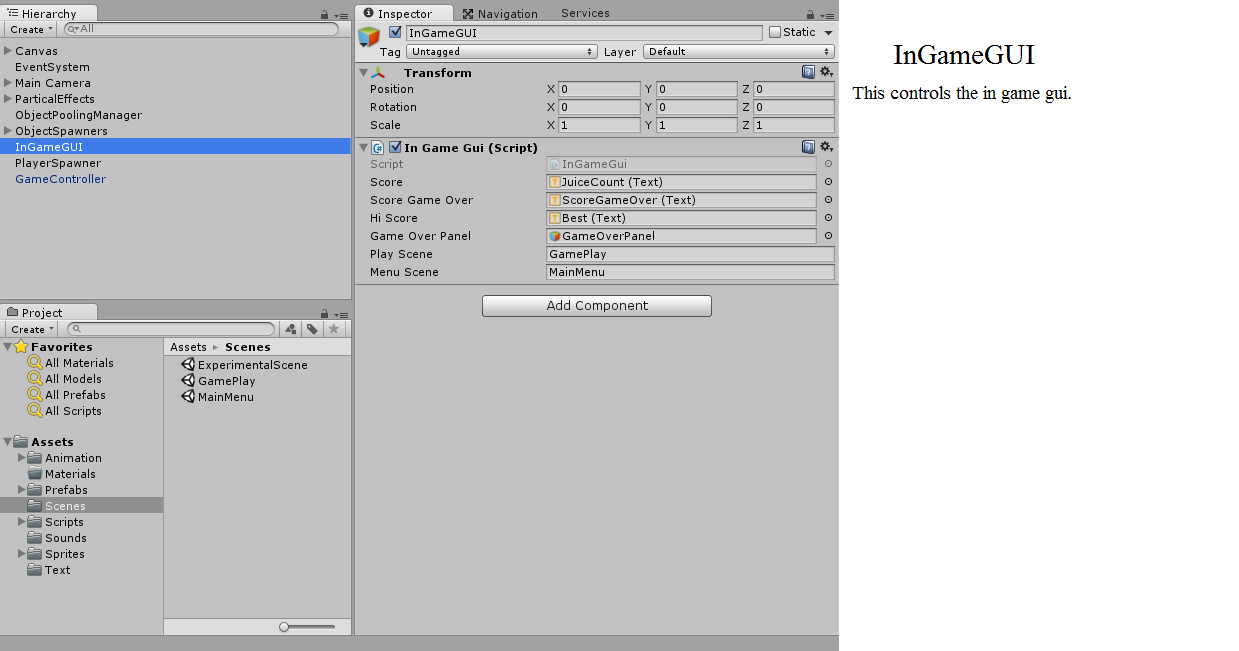 Hierarchy
Create
All
Canvas
EventSystem
Main Camera
ParticalEffects
ObjectPoolingManager
ObjectSpawners
InGameGUI
PlayerSpawner
GameController
Project
Create
Favorites
All Materials
All Models
All Prefabs
All Scripts
Assets
Animation
Materials
Prefabs
Scenes
Scripts
Sounds
Sprites
Text
Assets ▸ Scenes
ExperimentalScene
GamePlay
MainMenu
Inspector Navigation Services
InGameGUI Static
Tag Untagged Layer Default
Transform
Position X 0 Y 0 Z 0
Rotation X 0 Y 0 Z 0
Scale X 1 Y 1 Z 1
In Game Gui (Script)
Script InGameGui
Score JuiceCount (Text)
Score Game Over ScoreGameOver (Text)
Hi Score Best (Text)
Game Over Panel GameOverPanel
Play Scene GamePlay
Menu Scene MainMenu
Add Component
InGameGUI
This controls the in game gui.